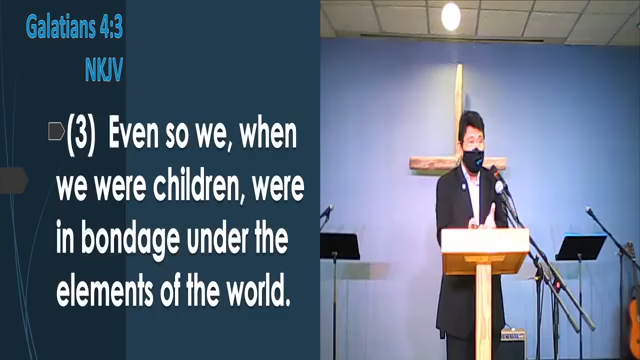 Galatians 4:3
NKJV
(3) Even so we, when
we were children, were
in bondage under the
elements of the world.